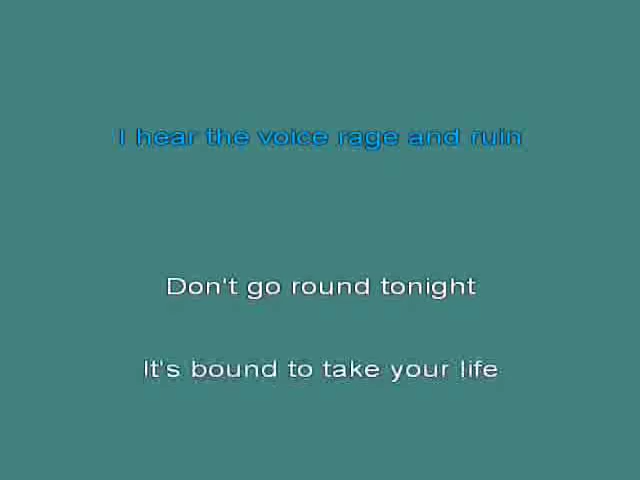 I hear the voice rage and ruin
Don't go round tonight
It's bound to take your life